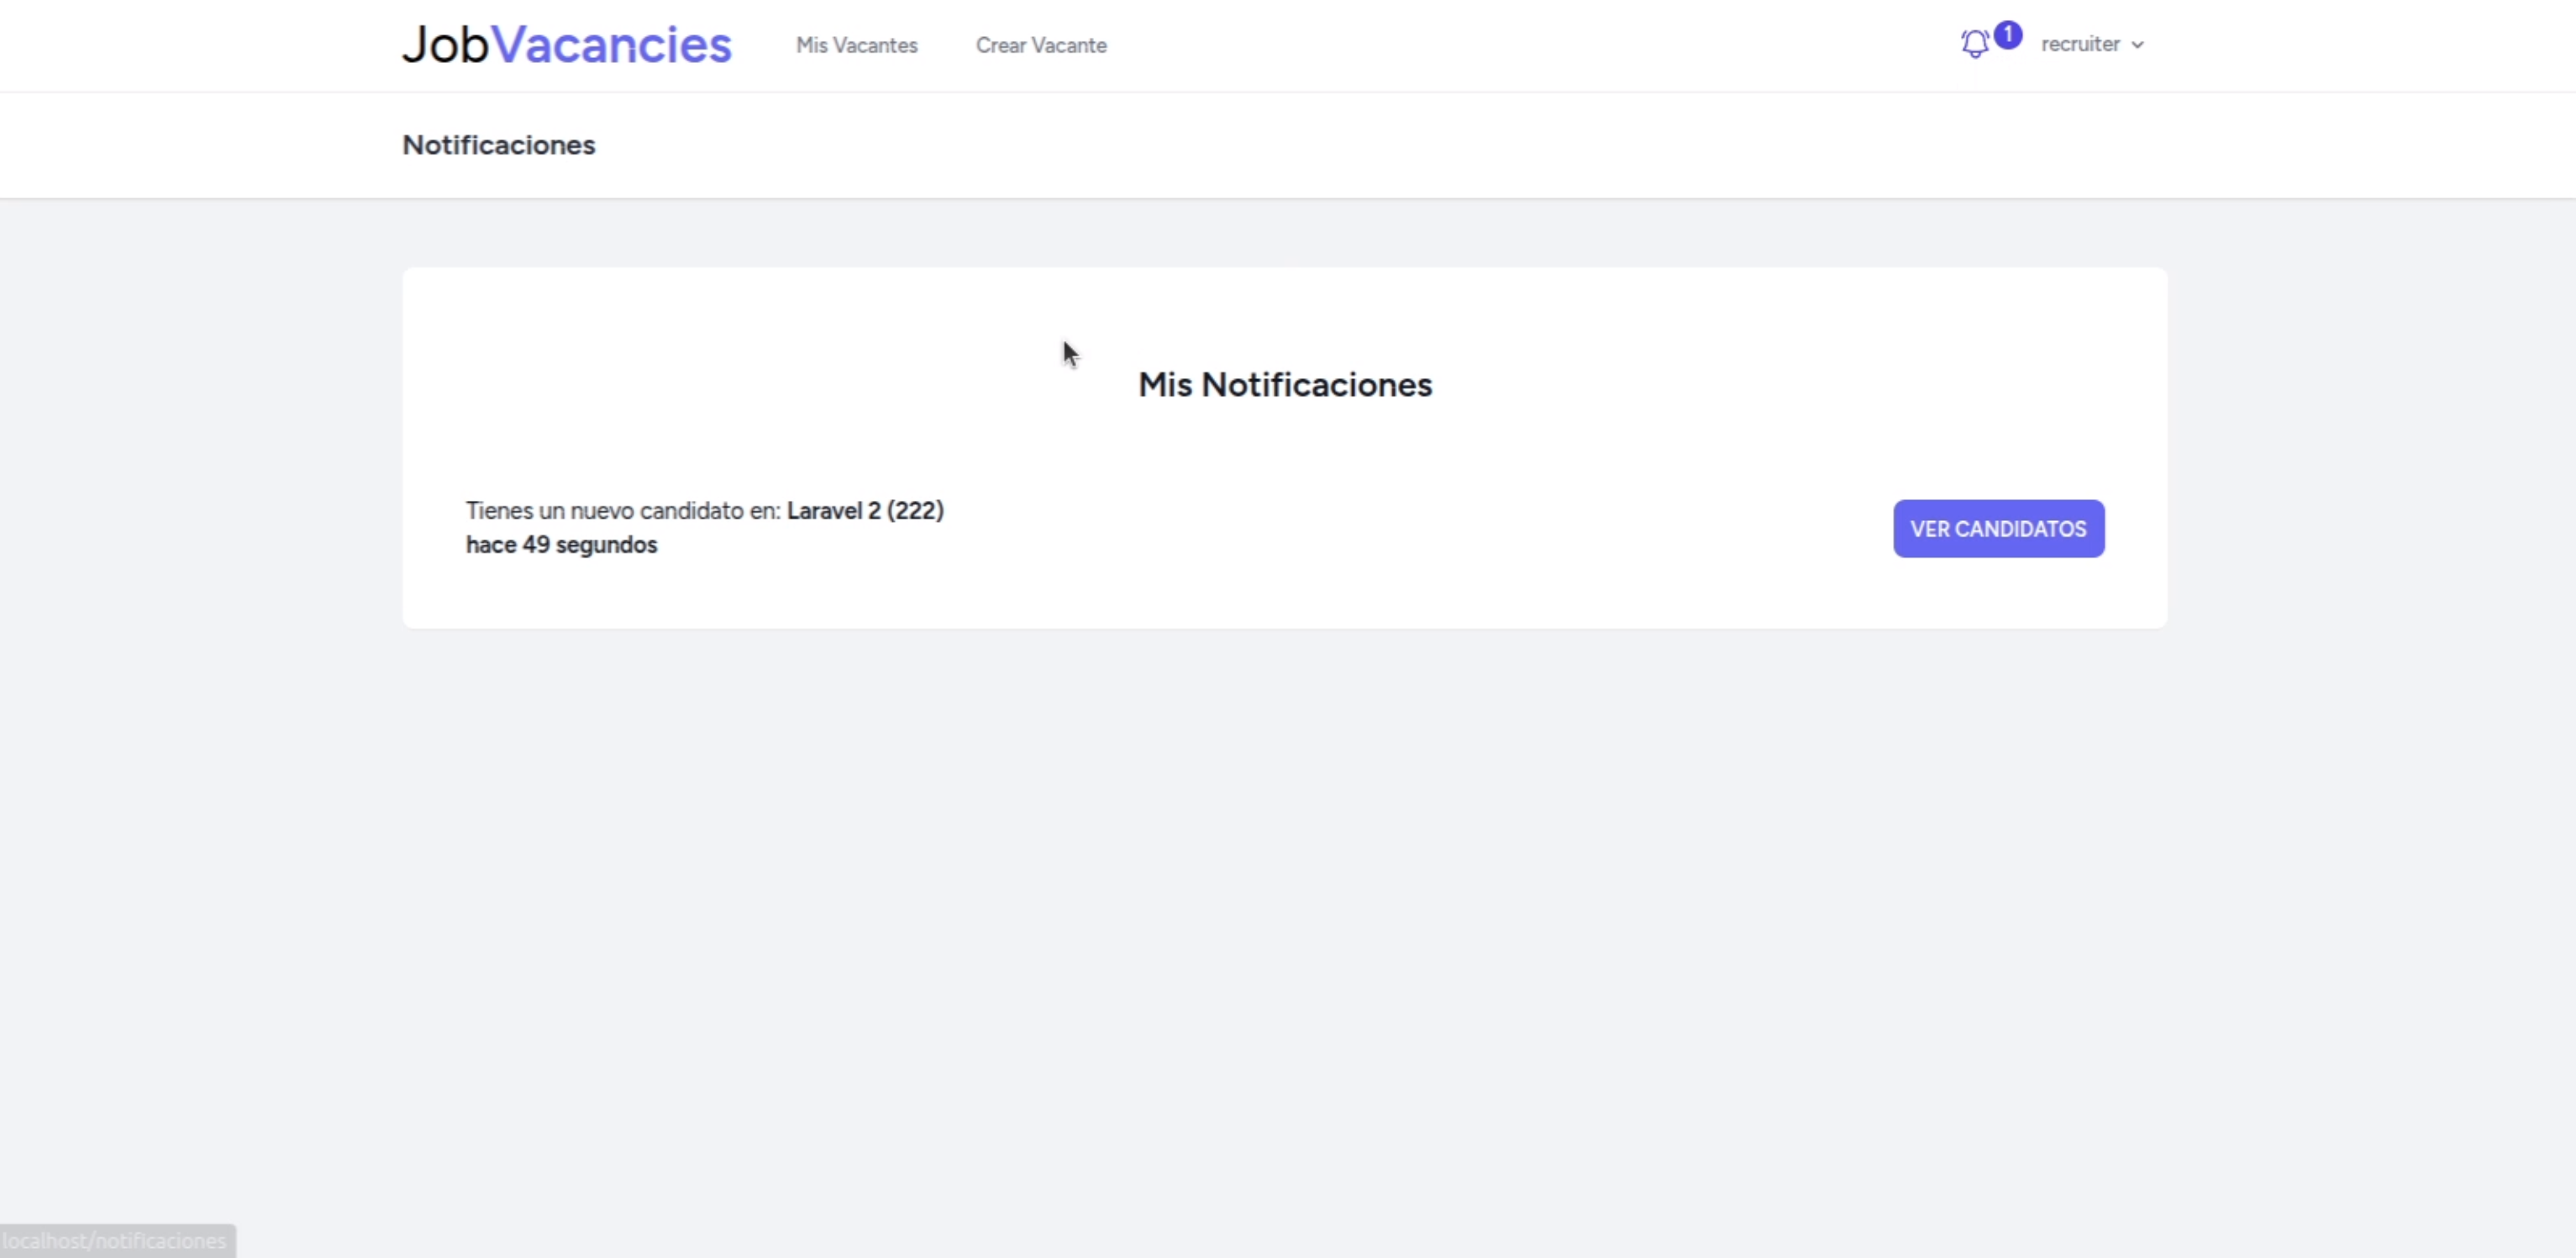 JobVacancies Mis Vacantes Crear Vacante 1 recruiter
Notificaciones
Mis Notificaciones
Tienes un nuevo candidato en: Laravel 2 (222)
hace 49 segundos
VER CANDIDATOS
localhost/notificaciones